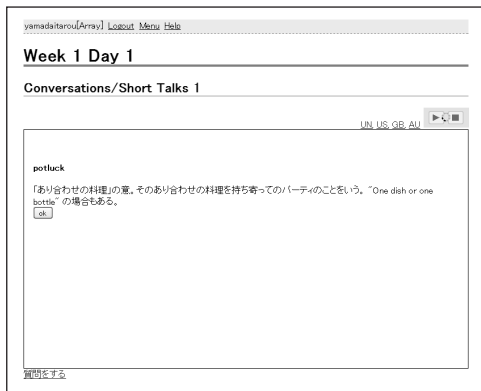 yamadaitarou[Array] Logout Menu Help
Week 1 Day 1
Conversations/Short Talks 1
UN, US, GB, AU
potluck
「あり合わせの料理」の意。そのあり合わせの料理を持ち寄ってのパーティのことをいう。 "One dish or one
bottle" の場合もある。
ok
質問をする